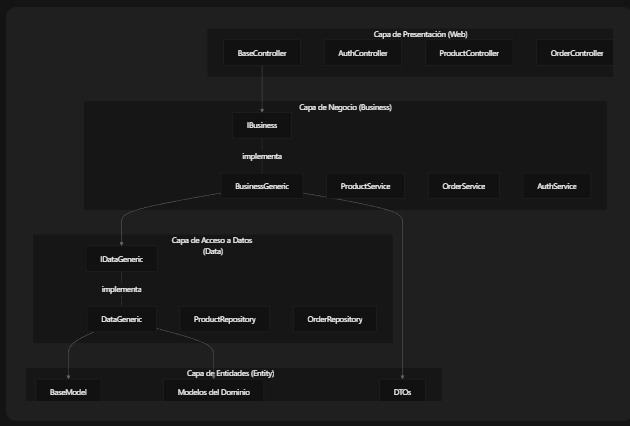 Capa de Presentación (Web)
BaseController
AuthController
ProductController
OrderController
Capa de Negocio (Business)
IBusiness
implementa
BusinessGeneric
ProductService
OrderService
AuthService
Capa de Acceso a Datos
(Data)
IDataGeneric
implementa
DataGeneric
ProductRepository
OrderRepository
Capa de Entidades (Entity)
BaseModel
Modelos del Dominio
DTOs